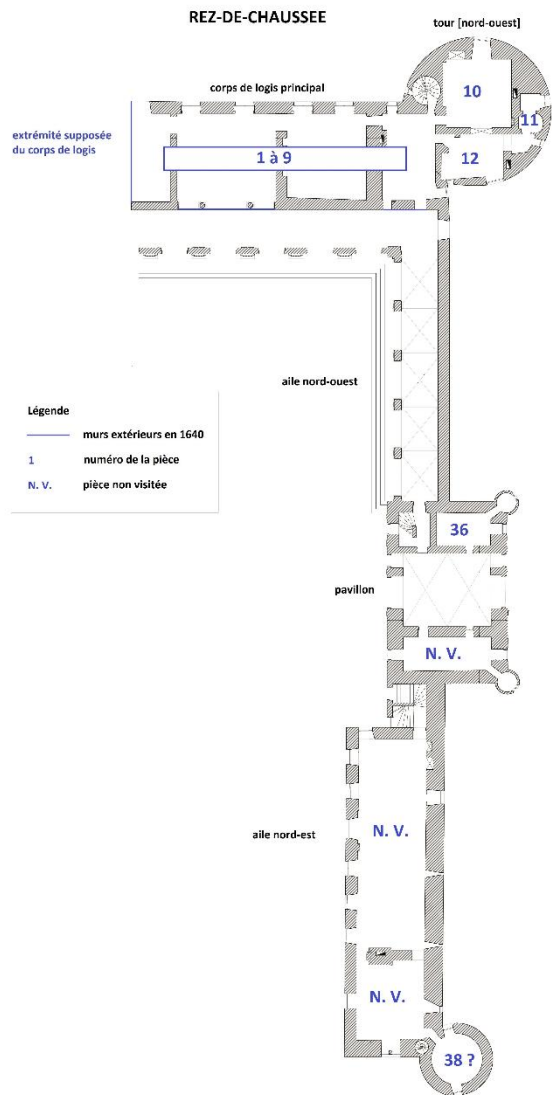 REZ-DE-CHAUSSEE
tour [nord-ouest]
corps de logis principal
10
11
12
extrémité supposée
du corps de logis
1 à 9
aile nord-ouest
Légende
murs extérieurs en 1640
1 numéro de la pièce
N. V. pièce non visitée
36
pavillon
N. V.
aile nord-est
N. V.
N. V.
38 ?